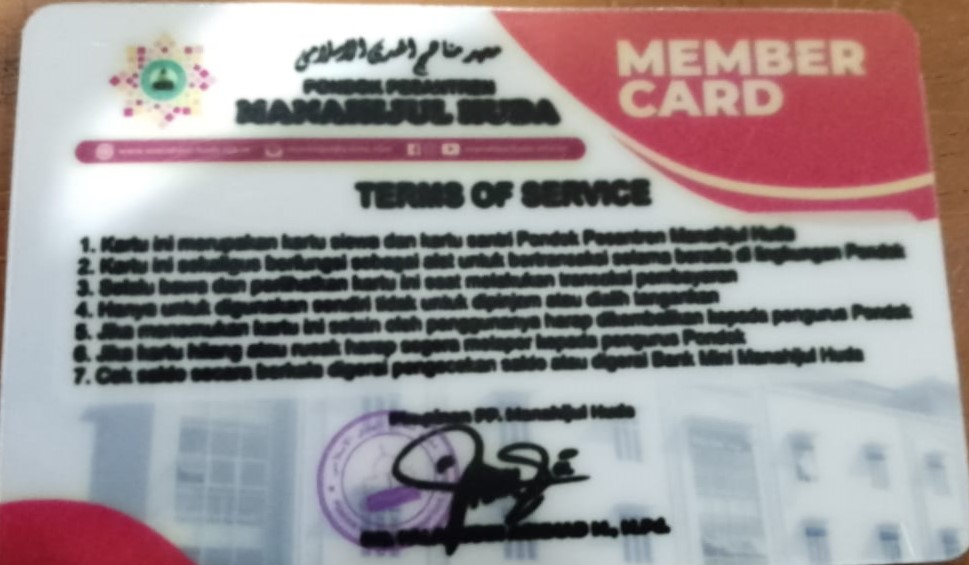 معهد مناهج الهدى الإسلامي
PONDOK PESANTREN
MANAHIJUL HUDA
MEMBER
CARD
TERMS OF SERVICE
1. Kartu ini merupakan kartu siswa dan kartu santri Pondok Pesantren Manahijul Huda
2. Kartu ini sekaligus berfungsi sebagai alat untuk bertransaksi selama berada di lingkungan Pondok
3. Selalu bawa dan perlihatkan kartu ini saat melakukan transaksi pembayaran
4. Hanya untuk digunakan sendiri tidak untuk dipinjam atau dialih tangankan
5. Jika menemukan kartu ini selain oleh penggunanya harap dikembalikan kepada pengurus Pondok
6. Jika kartu hilang atau rusak harap segera melapor kepada pengurus Pondok
7. Cek saldo secara berkala digerai pengecekan saldo atau digerai Bank Mini Manahijul Huda
Pimpinan PP. Manahijul Huda
M., M.Pd.